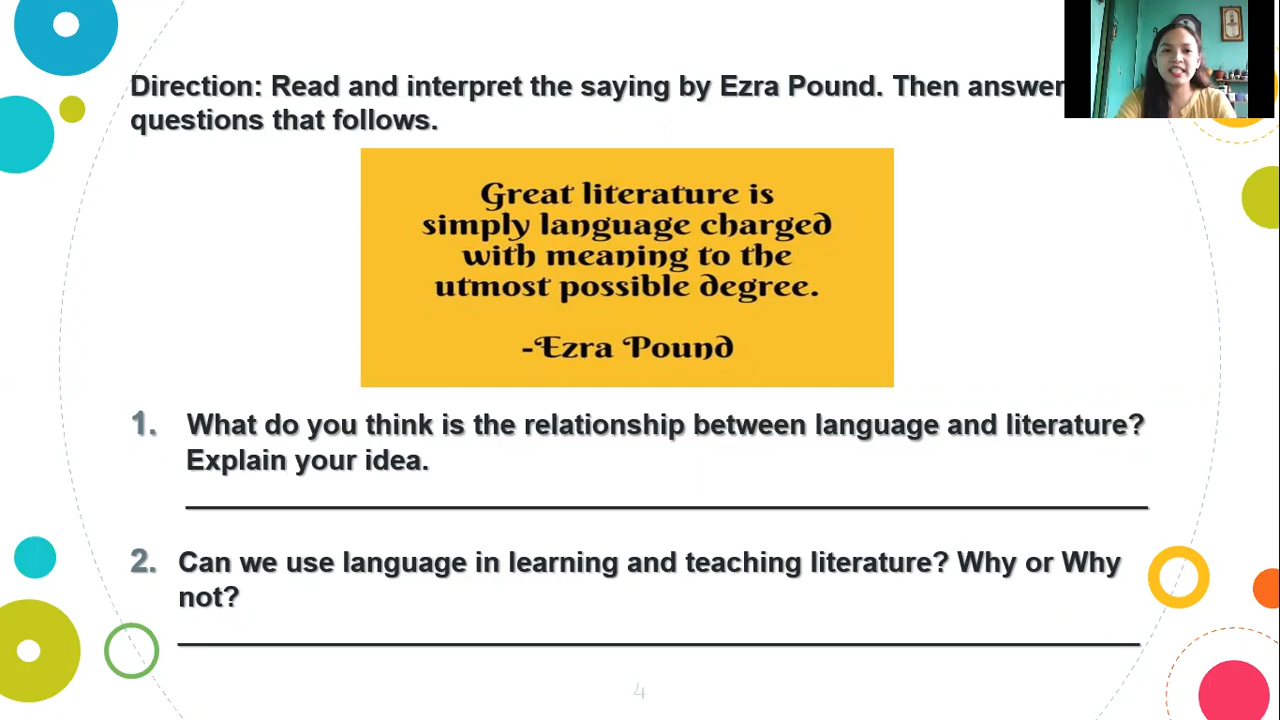 Direction: Read and interpret the saying by Ezra Pound. Then answer
questions that follows.
Great literature is
simply language charged
with meaning to the
utmost possible degree.
-Ezra Pound
1. What do you think is the relationship between language and literature?
Explain your idea.
2. Can we use language in learning and teaching literature? Why or Why
not?
4